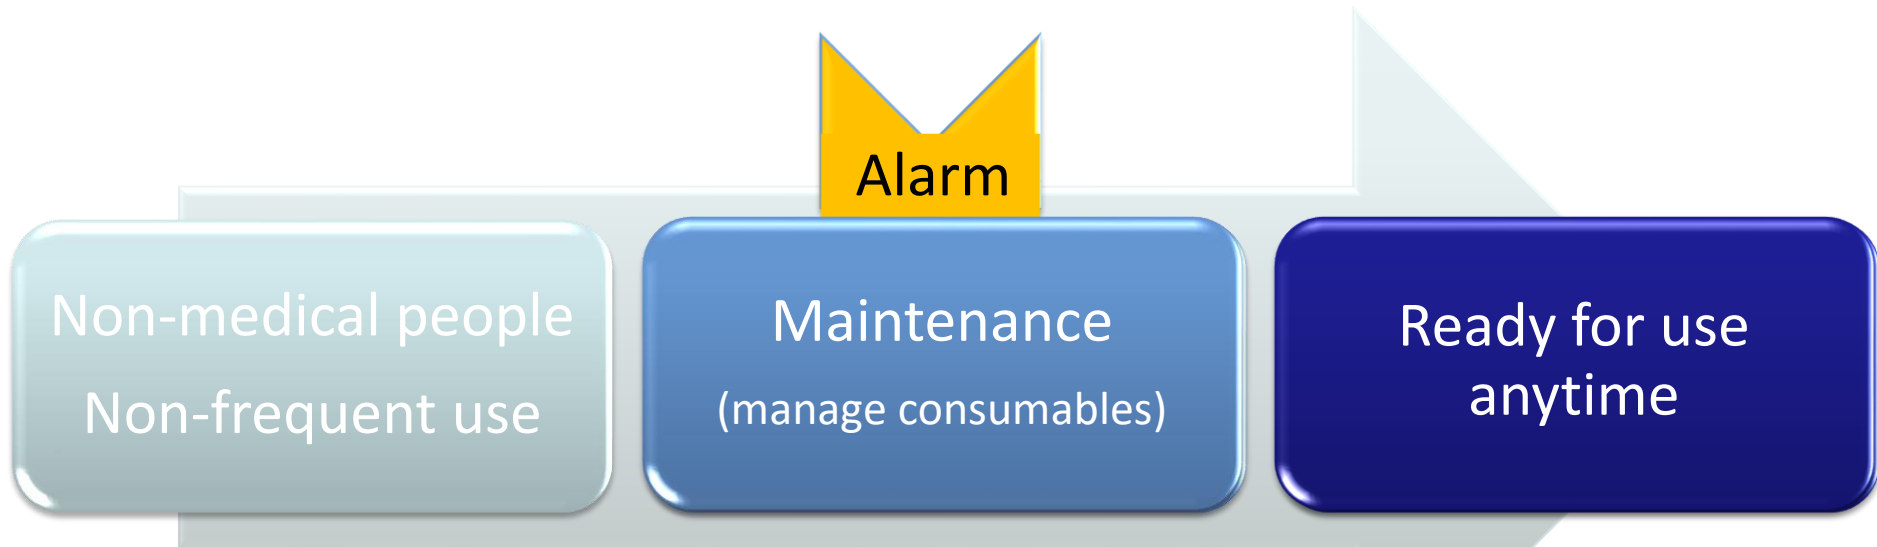 Alarm
Non-medical people
Non-frequent use
Maintenance
(manage consumables)
Ready for use
anytime